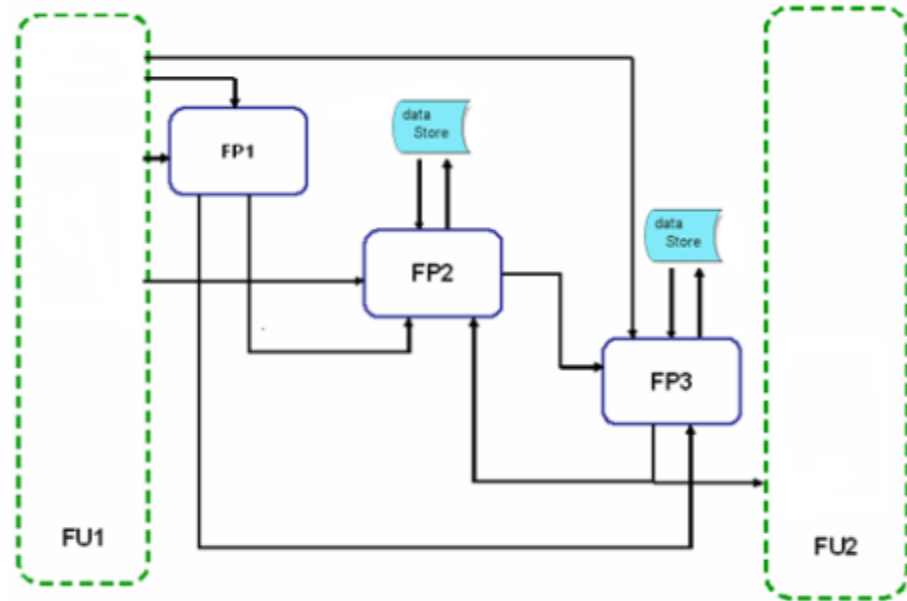 data
Store
FP1
data
Store
FP2
FP3
FU1
FU2